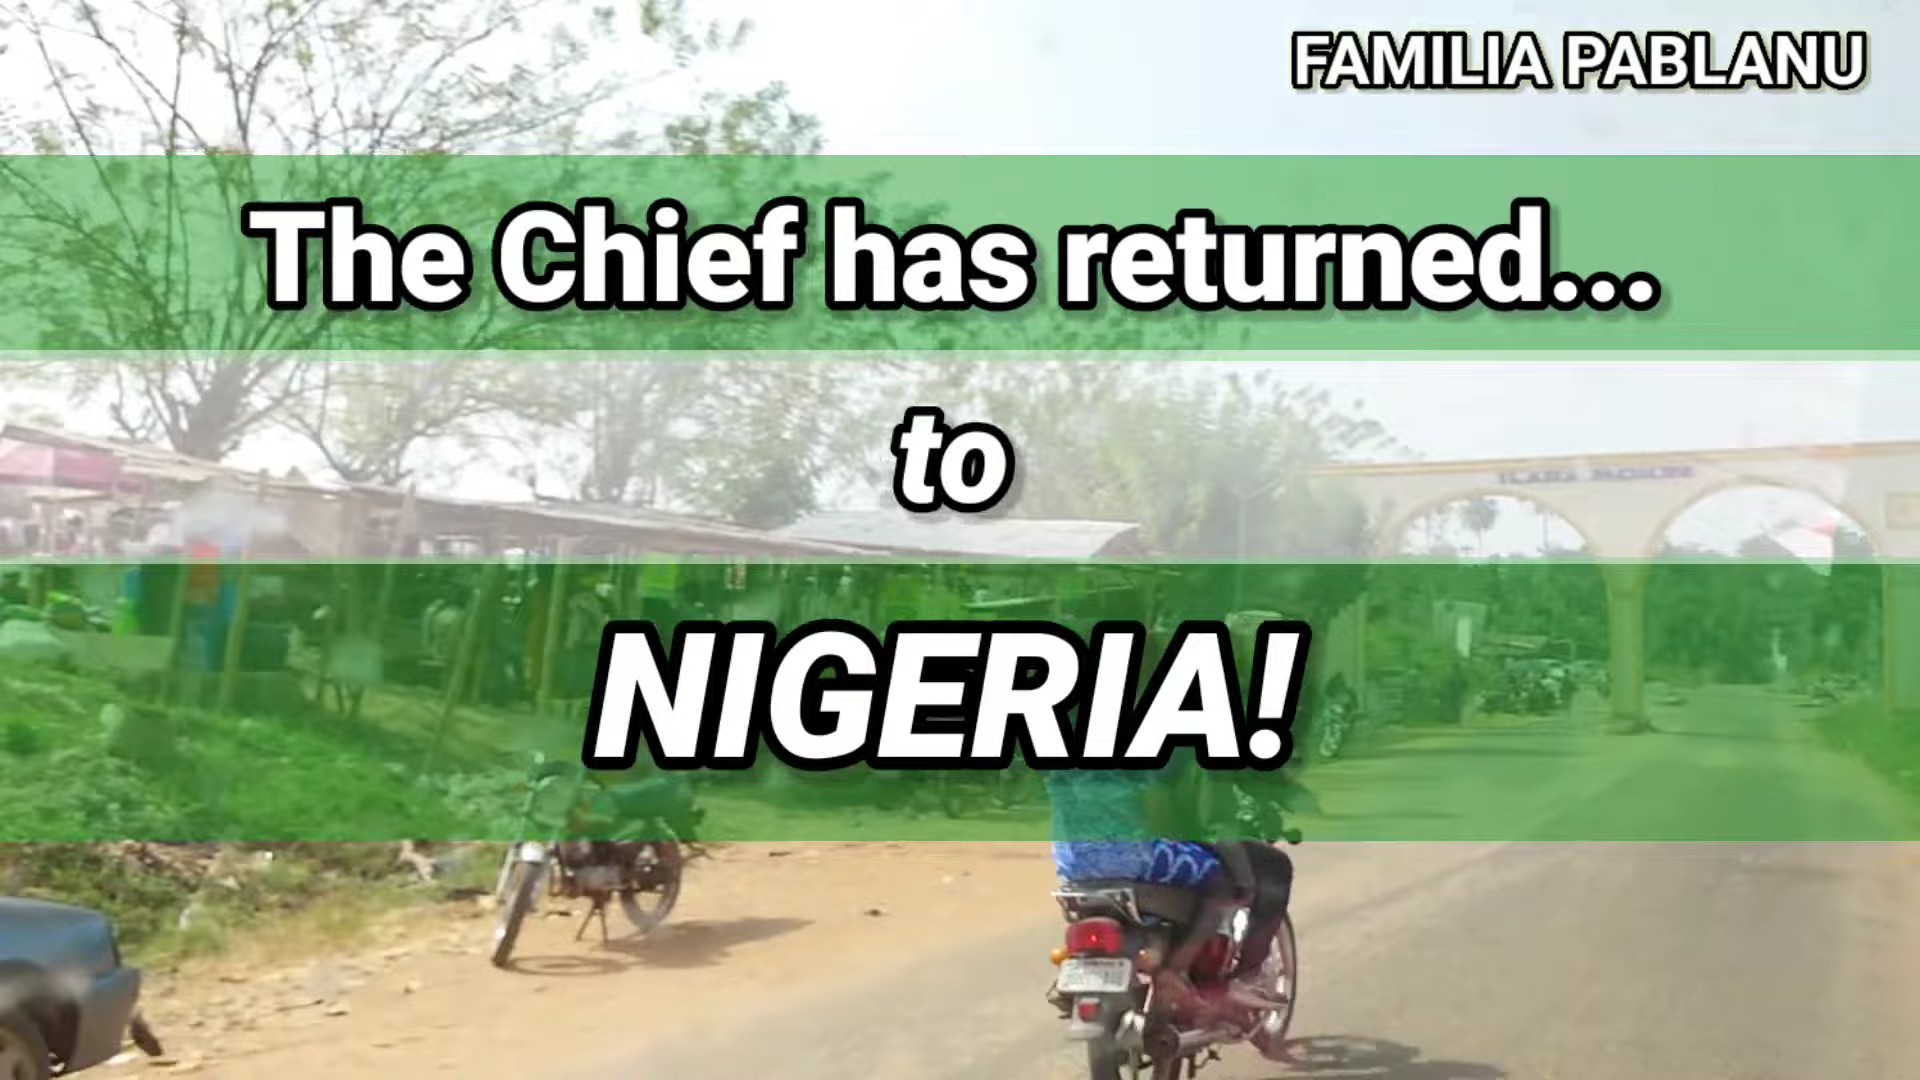 FAMILIA PABLANU
The Chief has returned...
to
NIGERIA!